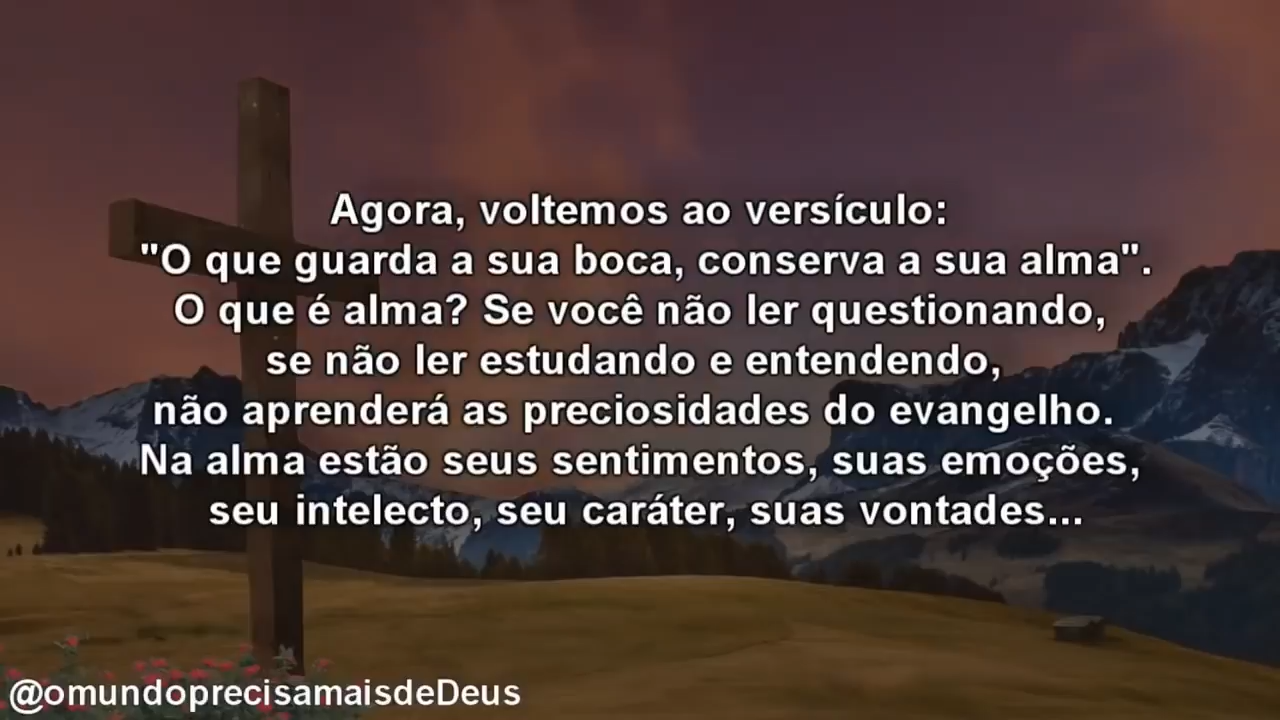 Agora, voltemos ao versículo:
"O que guarda a sua boca, conserva a sua alma".
O que é alma? Se você não ler questionando,
se não ler estudando e entendendo,
não aprenderá as preciosidades do evangelho.
Na alma estão seus sentimentos, suas emoções,
seu intelecto, seu caráter, suas vontades...
@omundoprecisamaisdeDeus